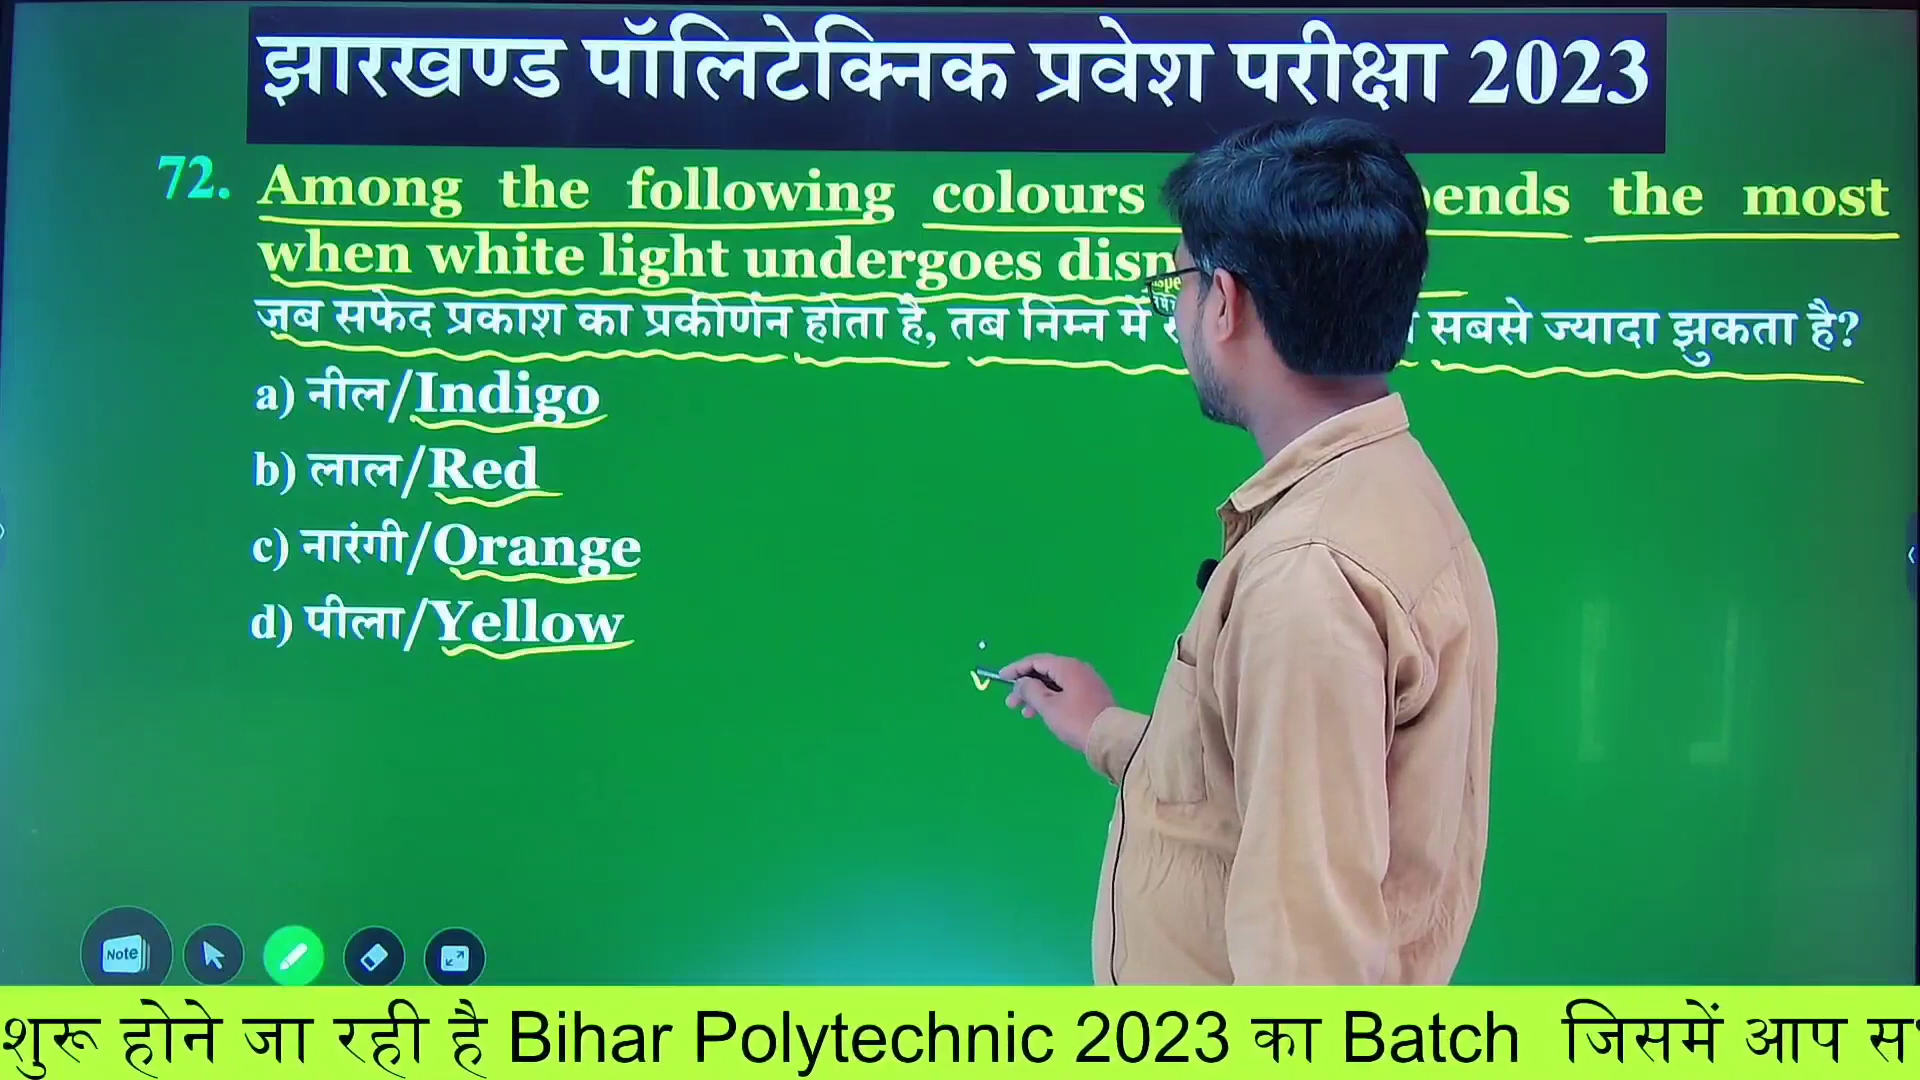 झारखण्ड पॉलिटेक्निक प्रवेश परीक्षा 2023
72. Among the following colours the most
when white light undergoes
जब सफेद प्रकाश का प्रकीर्णन होता है, तब निम्न में सबसे ज्यादा झुकता है?
a) नील/Indigo
b) लाल/Red
c) नारंगी/Orange
d) पीला/Yellow
Note
शुरू होने जा रही है Bihar Polytechnic 2023 का Batch जिसमें आप